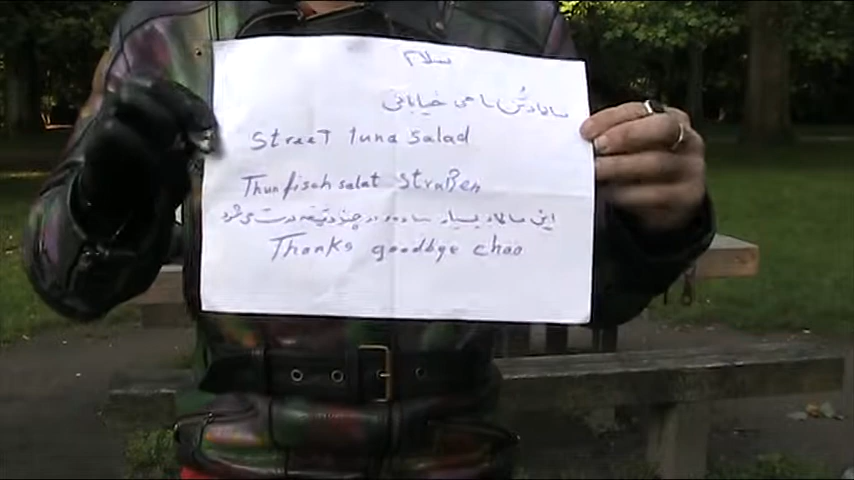 سلام
سالاد تُن ماهی خیابانی
Street tuna salad
Thunfisch salat Straßen
این سالاد بسیار ساده و در چند دقیقه درست می شود
Thanks goodbye chao